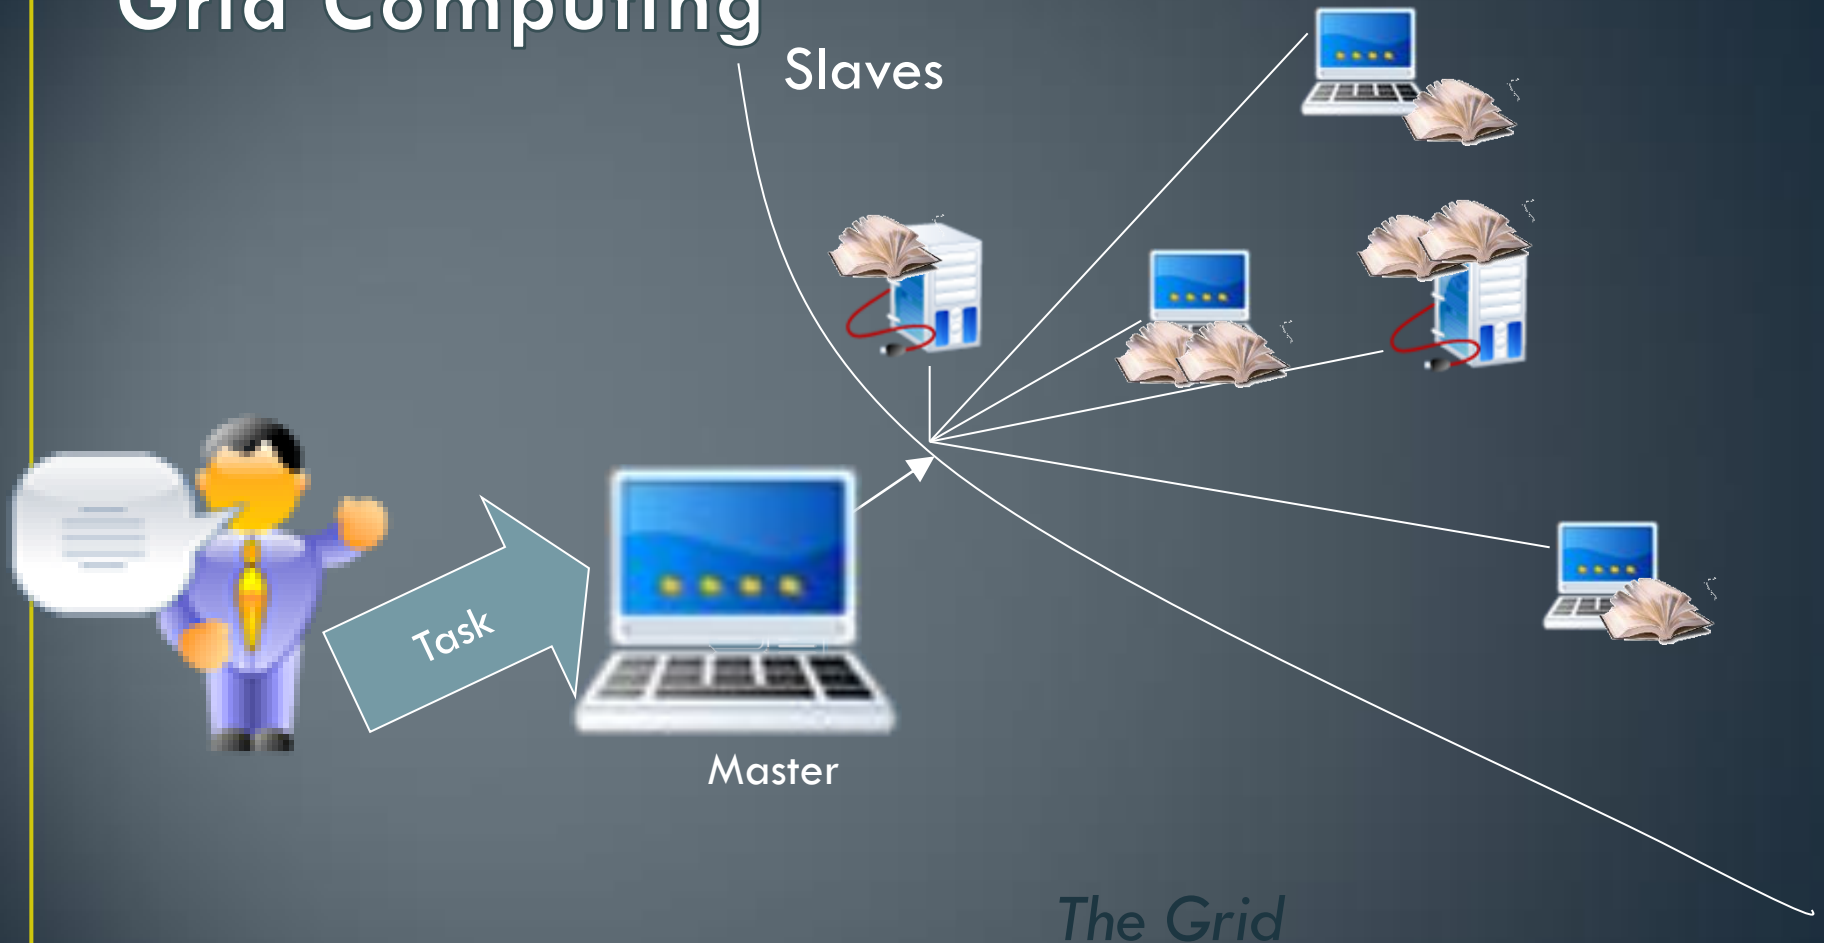 Grid Computing
Slaves
Task
Master
The Grid